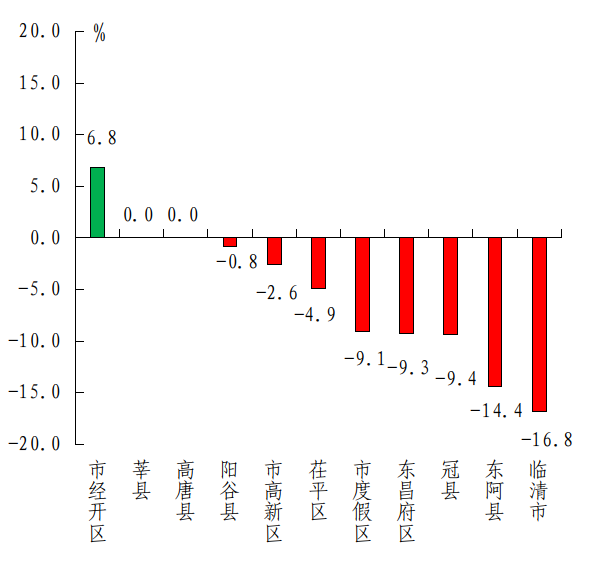 20.0
%
15.0
10.0
5.0
0.0
-5.0
-10.0
-15.0
-20.0
6.8
0.0
0.0
-0.8
-2.6
-4.9
-9.1
-9.3
-9.4
-14.4
-16.8
市经开区
莘县
高唐县
阳谷县
市高新区
茌平区
市度假区
东昌府区
冠县
东阿县
临清市